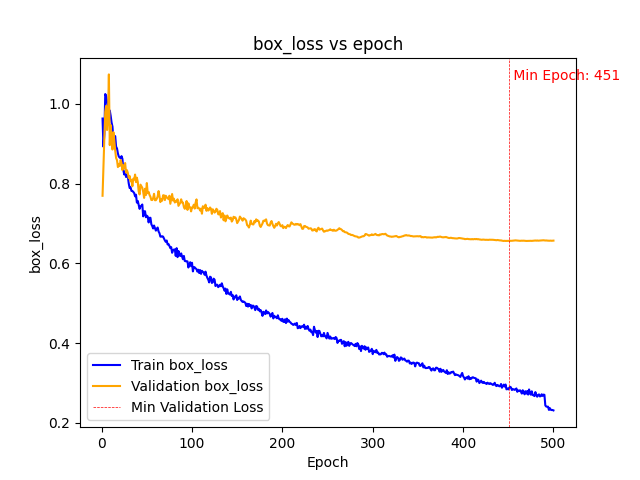 box_loss vs epoch
Min Epoch: 451
1.0
0.8
0.6
0.4
0.2
box_loss
Train box_loss
Validation box_loss
Min Validation Loss
0
100
200
300
400
500
Epoch